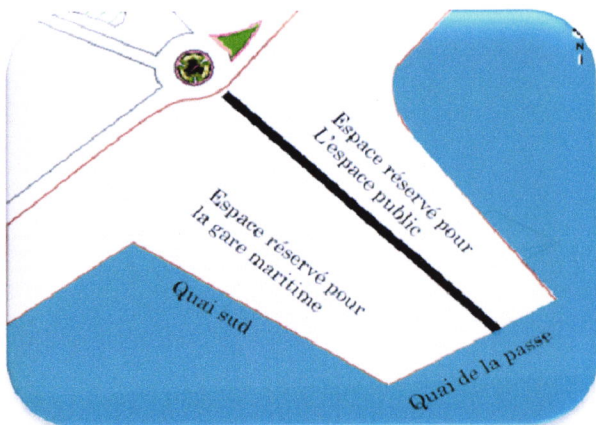 Espace réservé pour
L'espace public
Espace réservé pour
la gare maritime
Quai sud
Quai de la passe